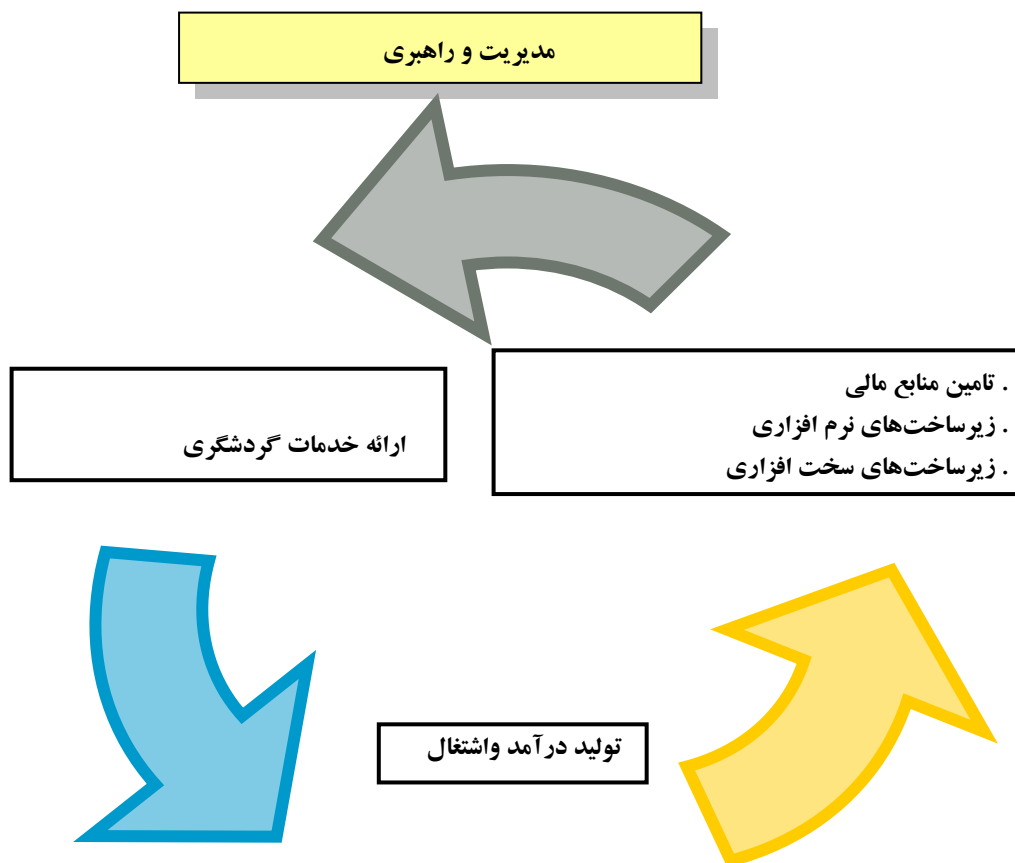 مدیریت و راهبری
. تامین منابع مالی
. زیرساخت‌های نرم افزاری
. زیرساخت‌های سخت افزاری
ارائه خدمات گردشگری
تولید درآمد واشتغال